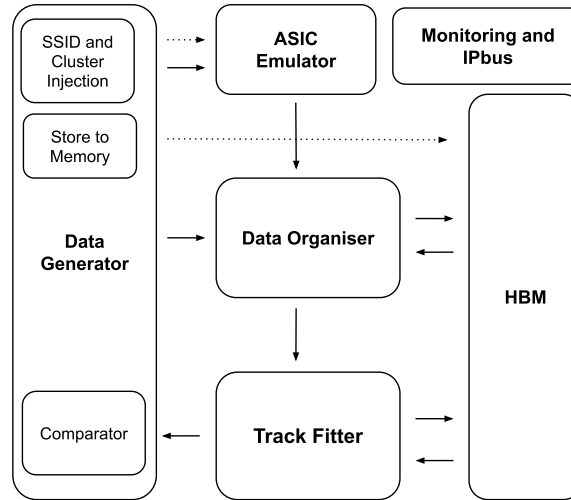 SSID and
Cluster
Injection
ASIC
Emulator
Monitoring and
IPbus
Store to
Memory
Data
Generator
Data Organiser
HBM
Comparator
Track Fitter